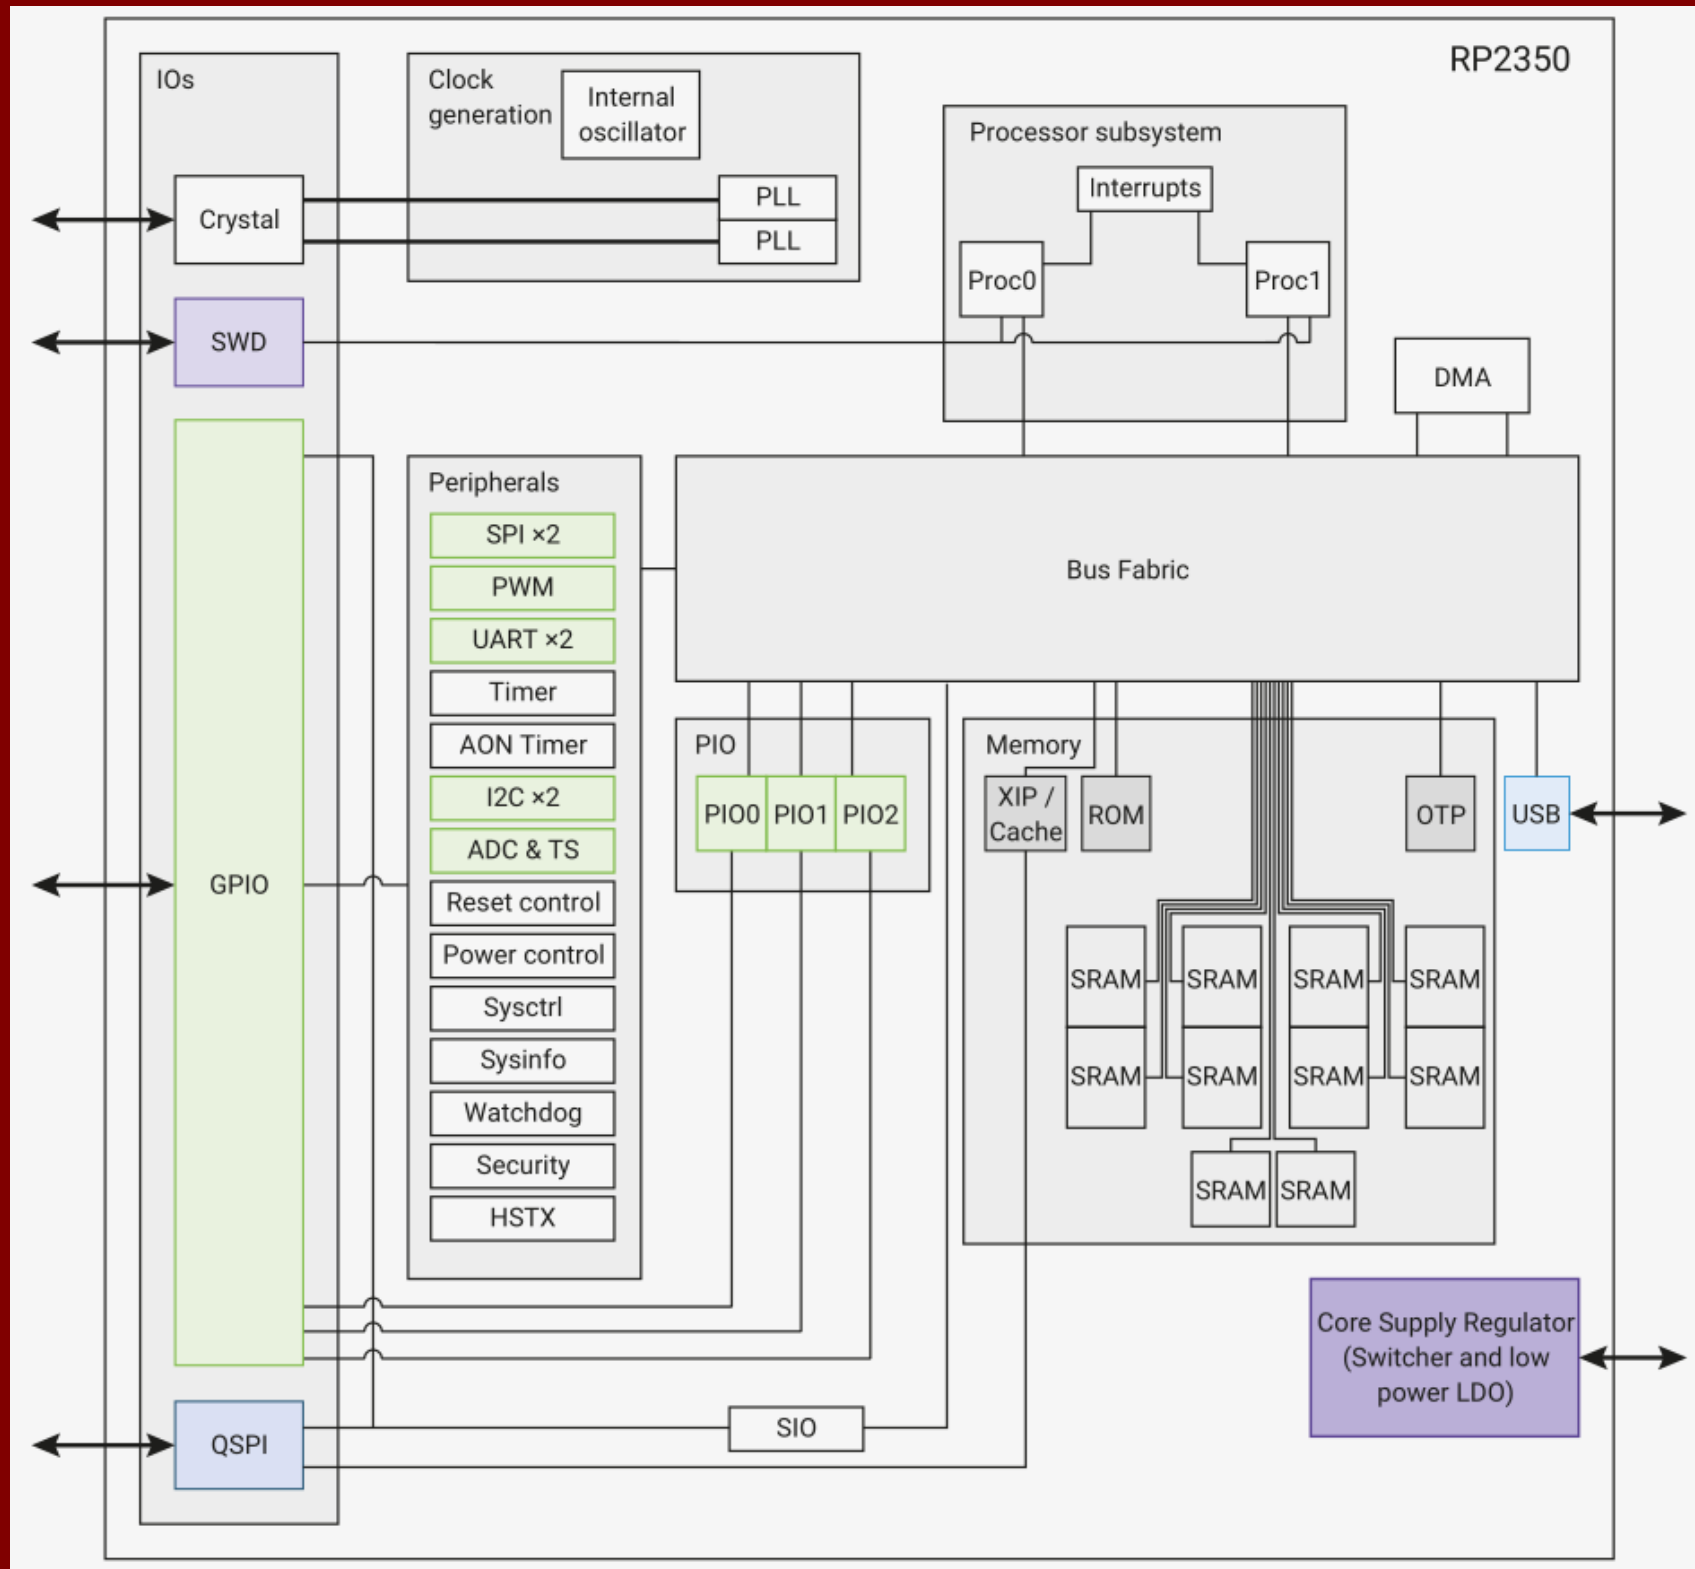 RP2350
IOs
Crystal
SWD
GPIO
QSPI
Clock
generation
Internal
oscillator
PLL
PLL
Processor subsystem
Interrupts
Proc0
Proc1
DMA
Peripherals
SPI ×2
PWM
UART ×2
Timer
AON Timer
I2C ×2
ADC & TS
Reset control
Power control
Sysctrl
Sysinfo
Watchdog
Security
HSTX
Bus Fabric
PIO
PIO0
PIO1
PIO2
Memory
XIP /
Cache
ROM
OTP
USB
SRAM
SRAM
SRAM
SRAM
SRAM
SRAM
SRAM
SRAM
SRAM
SRAM
SIO
Core Supply Regulator
(Switcher and low
power LDO)